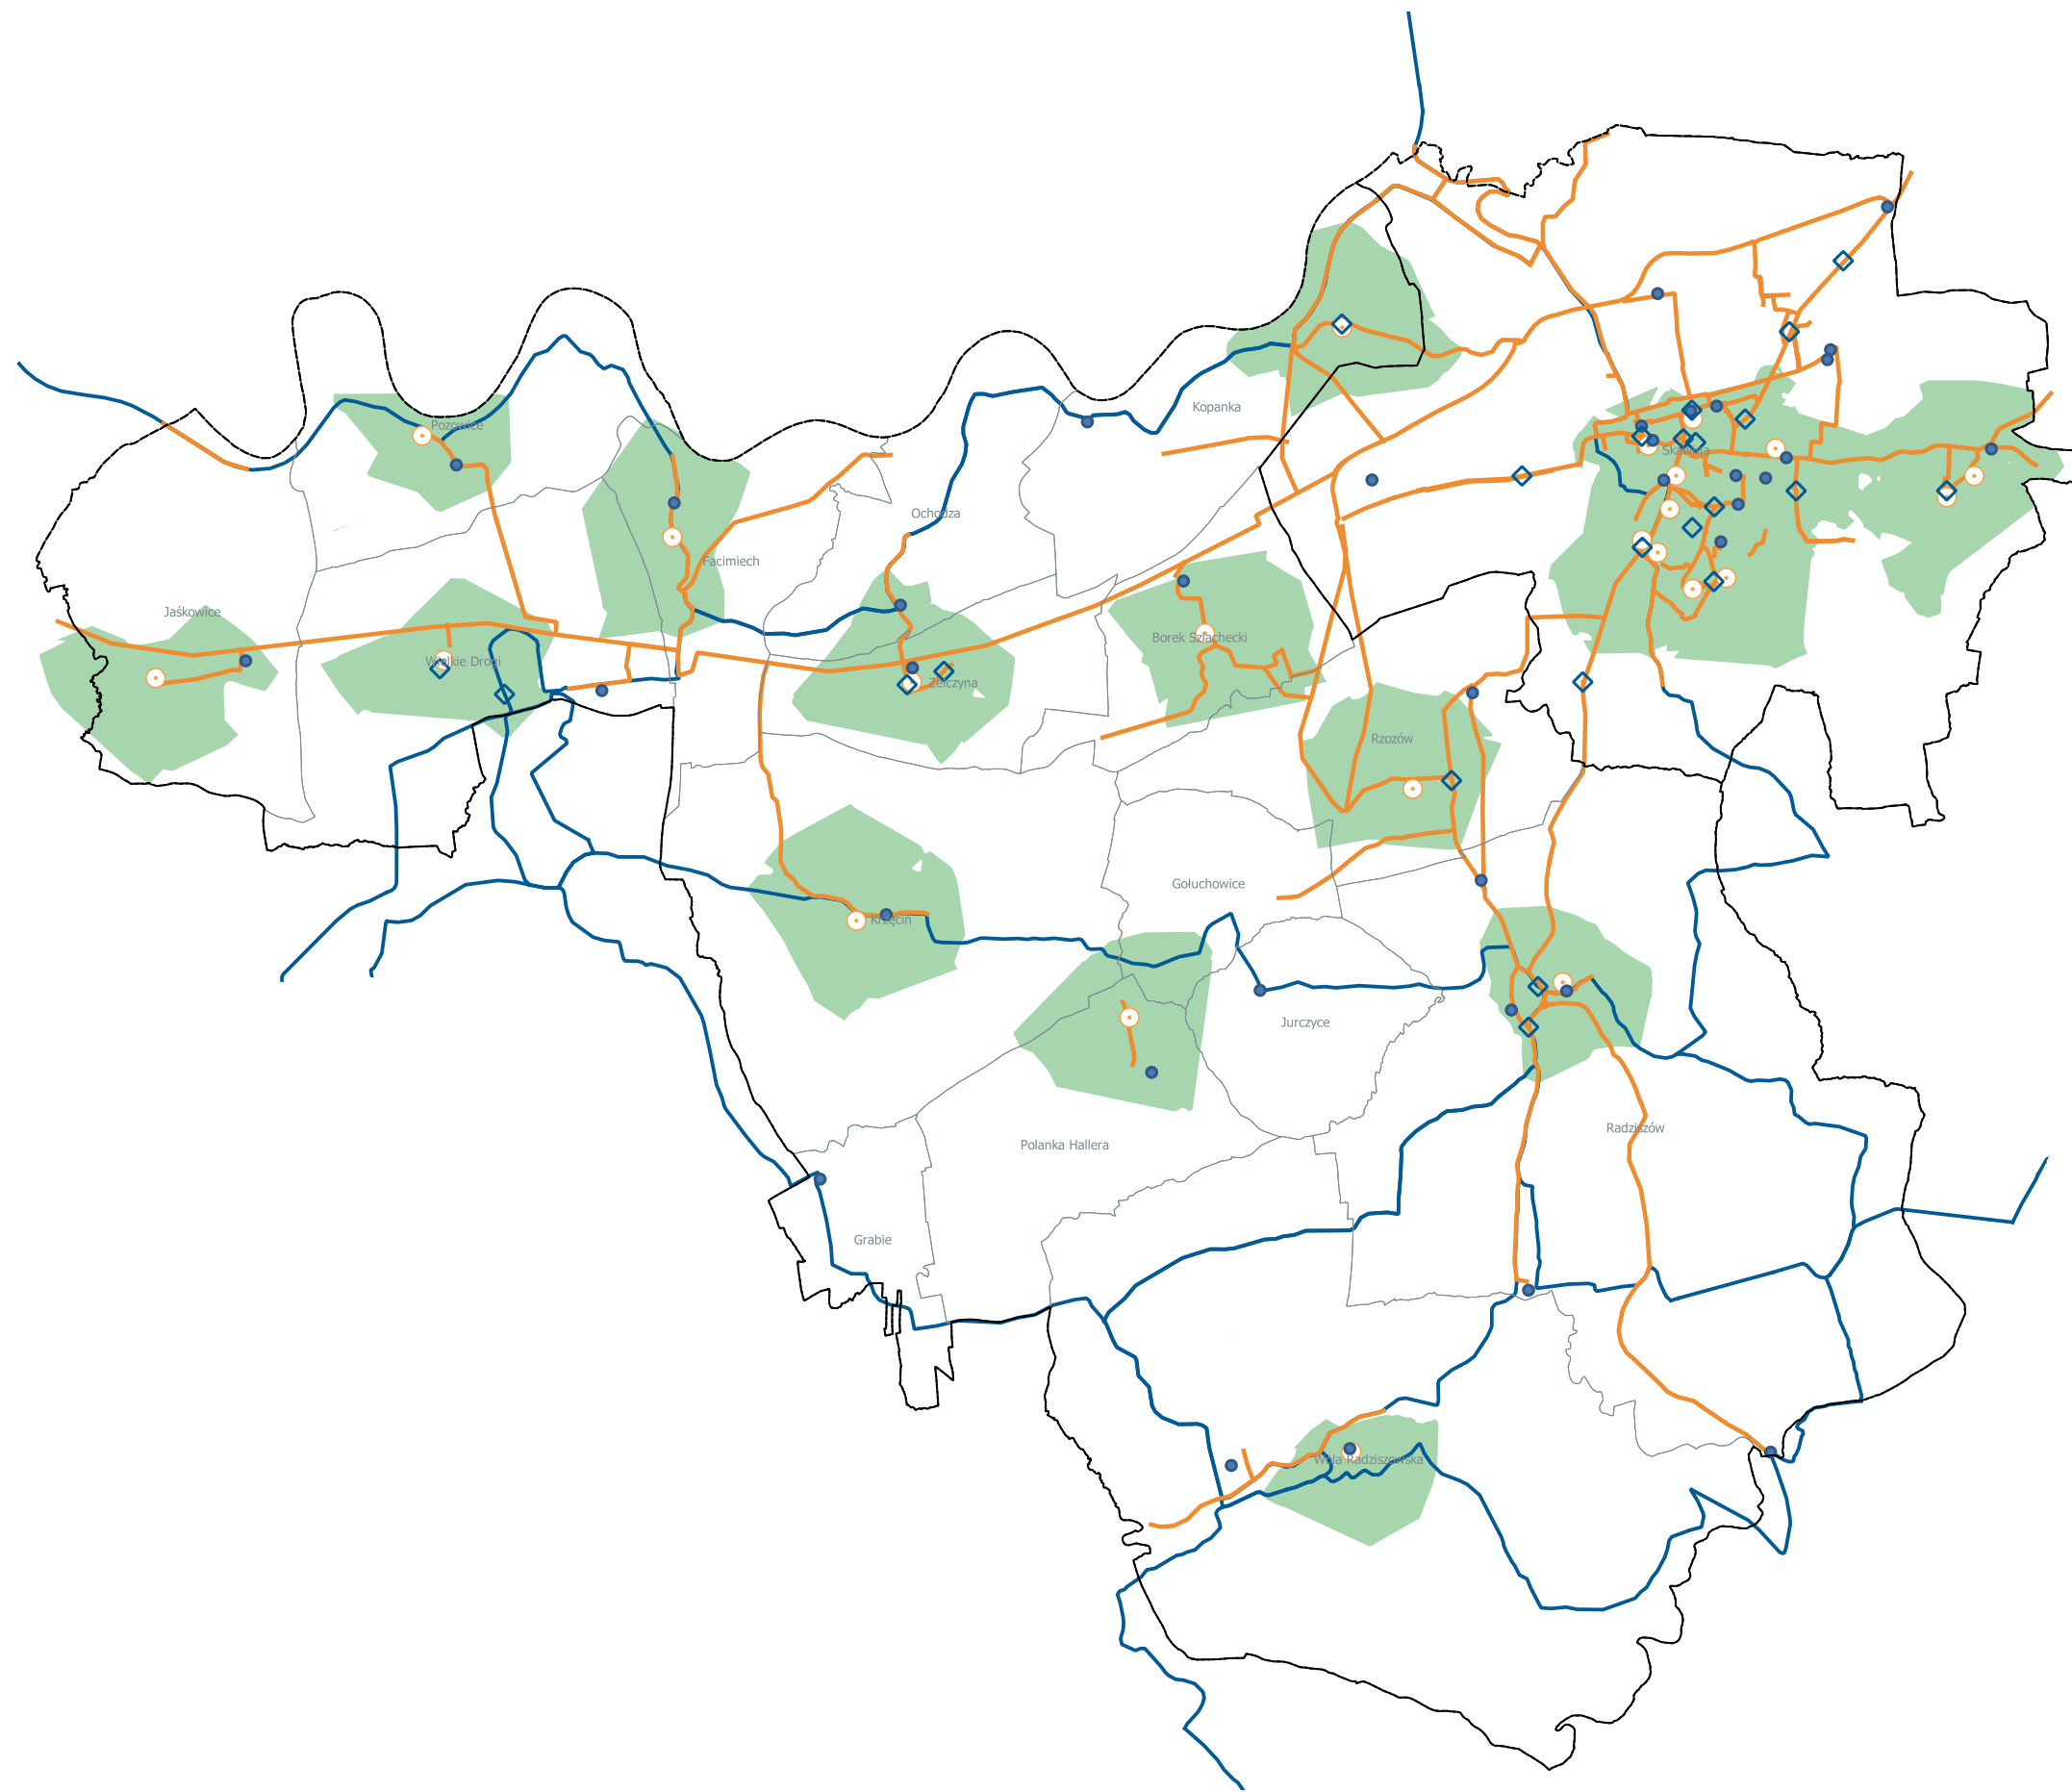 Kopanka
Pozowice
Skawina
Ochodza
Facimiech
Jaśkowice
Borek Szlachecki
Wielkie Drogi
Zelczyna
Rzozów
Gołuchowice
Krzęcin
Jurczyce
Radziszów
Polanka Hallera
Grabie
Wola Radziszowska